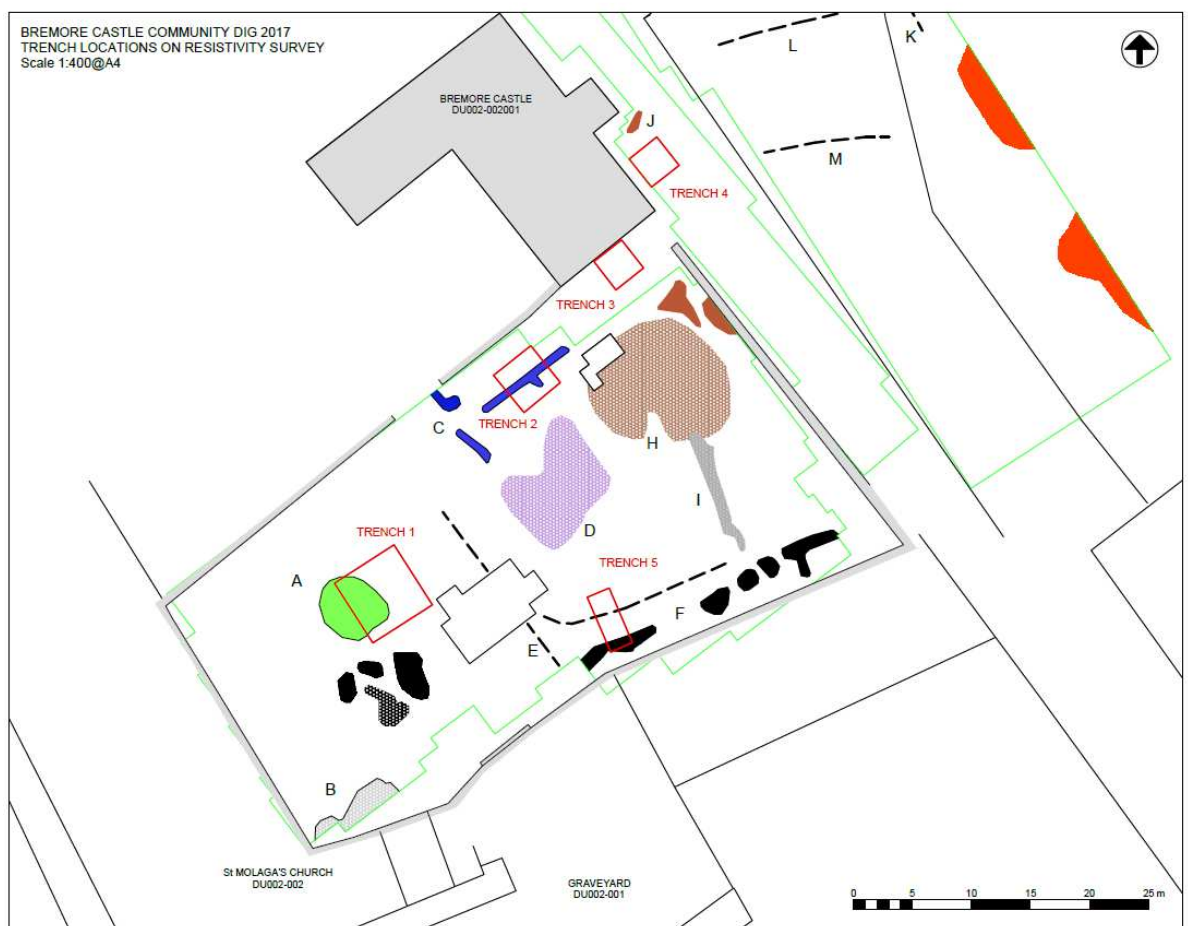 BREMORE CASTLE COMMUNITY DIG 2017
TRENCH LOCATIONS ON RESISTIVITY SURVEY
Scale 1:400@A4
BREMORE CASTLE
DU002-002001
L
K
J
M
TRENCH 4
TRENCH 3
C
TRENCH 2
H
I
D
TRENCH 1
A
TRENCH 5
F
E
B
St MOLAGA'S CHURCH
DU002-002
GRAVEYARD
DU002-001
0 5 10 15 20 25 m